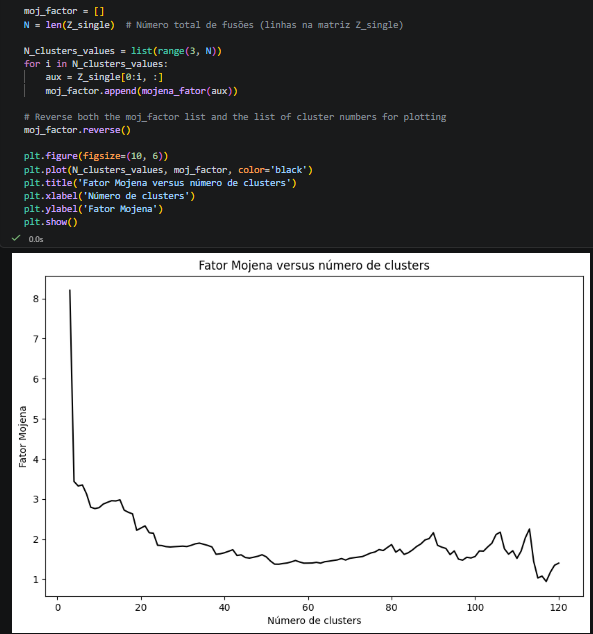 moj_factor = []
N = len(Z_single)  # Número total de fusões (linhas na matriz Z_single)
N_clusters_values = list(range(3, N))
for i in N_clusters_values:
    aux = Z_single[0:i, :]
    moj_factor.append(mojena_fator(aux))
# Reverse both the moj_factor list and the list of cluster numbers for plotting
moj_factor.reverse()
plt.figure(figsize=(10, 6))
plt.plot(N_clusters_values, moj_factor, color='black')
plt.title('Fator Mojena versus número de clusters')
plt.xlabel('Número de clusters')
plt.ylabel('Fator Mojena')
plt.show()
0.0s
Fator Mojena versus número de clusters
8
7
6
5
4
3
2
1
Fator Mojena
0 20 40 60 80 100 120
Número de clusters